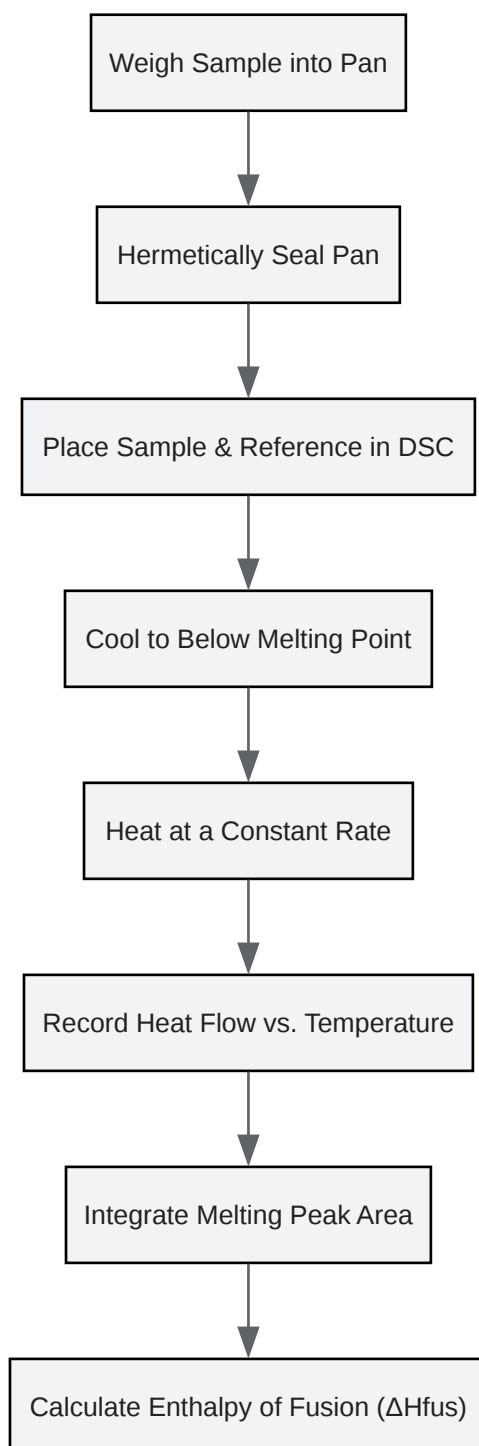 Weigh Sample into Pan
Hermetically Seal Pan
Place Sample & Reference in DSC
Cool to Below Melting Point
Heat at a Constant Rate
Record Heat Flow vs. Temperature
Integrate Melting Peak Area
Calculate Enthalpy of Fusion (ΔHfus)